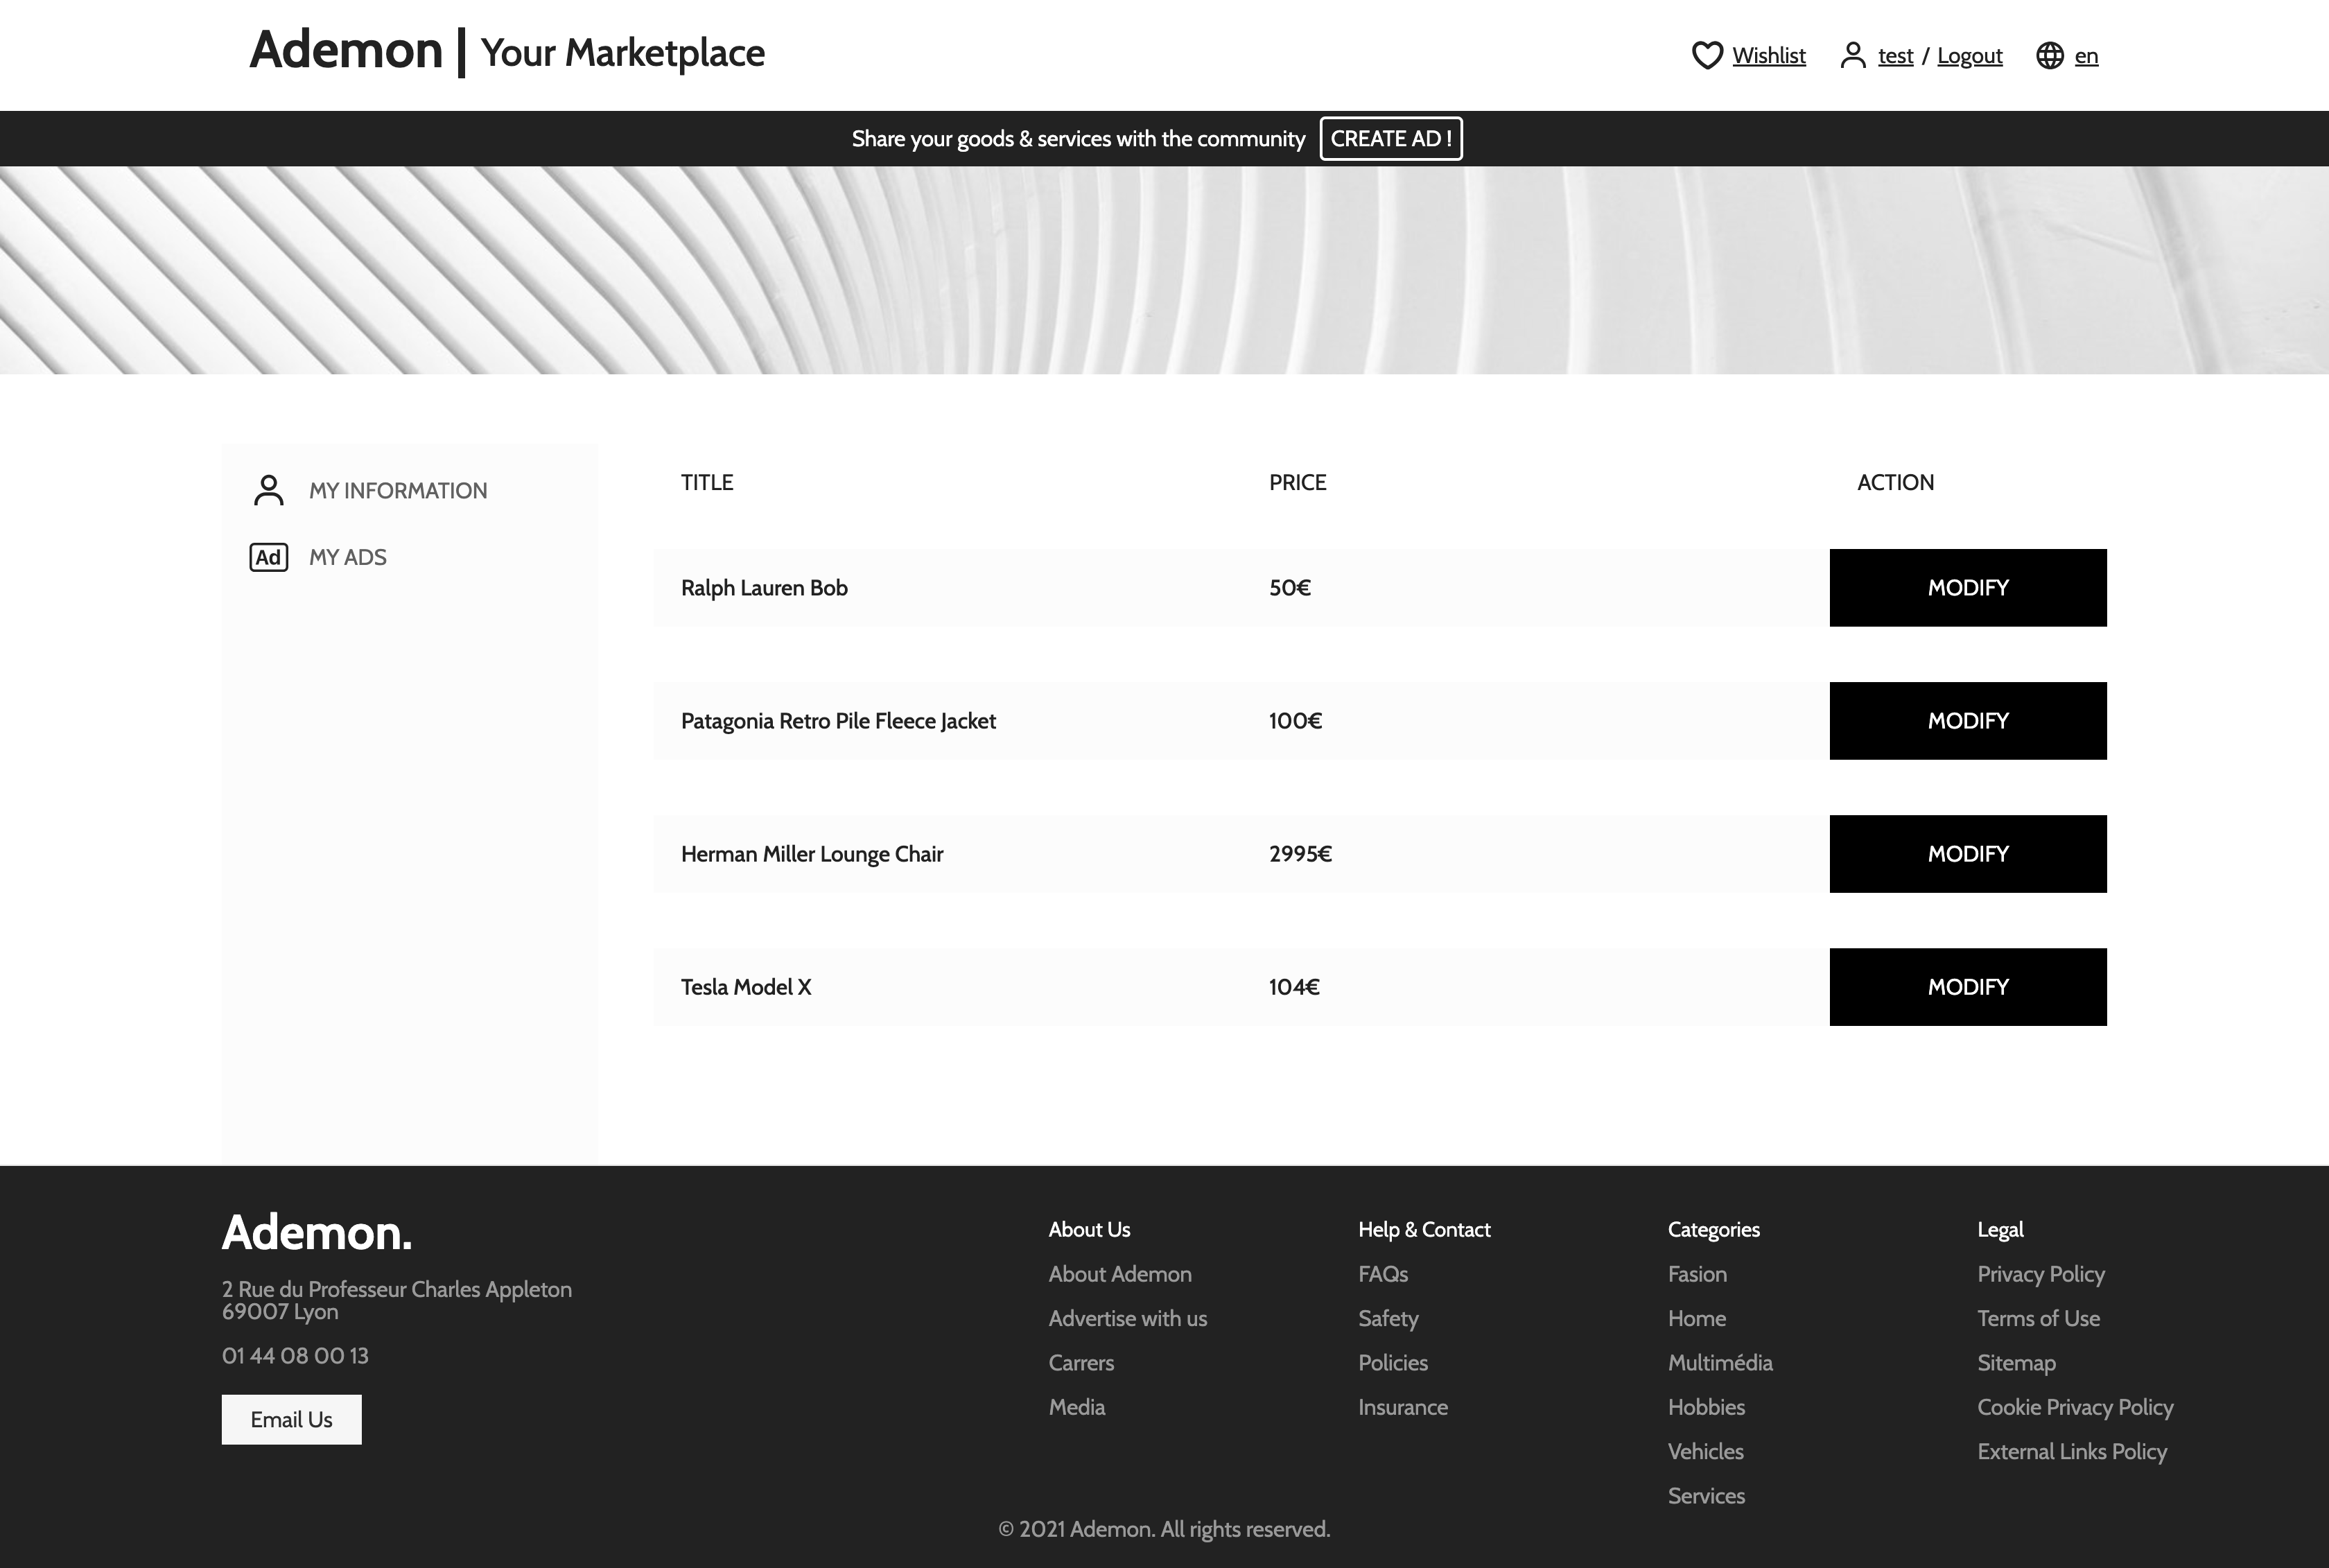 Ademon | Your Marketplace
Wishlist
test / Logout
en
Share your goods & services with the community
CREATE AD !
MY INFORMATION
Ad MY ADS
TITLE PRICE ACTION
Ralph Lauren Bob 50€ MODIFY
Patagonia Retro Pile Fleece Jacket 100€ MODIFY
Herman Miller Lounge Chair 2995€ MODIFY
Tesla Model X 104€ MODIFY
Ademon.
2 Rue du Professeur Charles Appleton
69007 Lyon
01 44 08 00 13
Email Us
About Us
About Ademon
Advertise with us
Carrers
Media
Help & Contact
FAQs
Safety
Policies
Insurance
Categories
Fasion
Home
Multimédia
Hobbies
Vehicles
Services
Legal
Privacy Policy
Terms of Use
Sitemap
Cookie Privacy Policy
External Links Policy
© 2021 Ademon. All rights reserved.